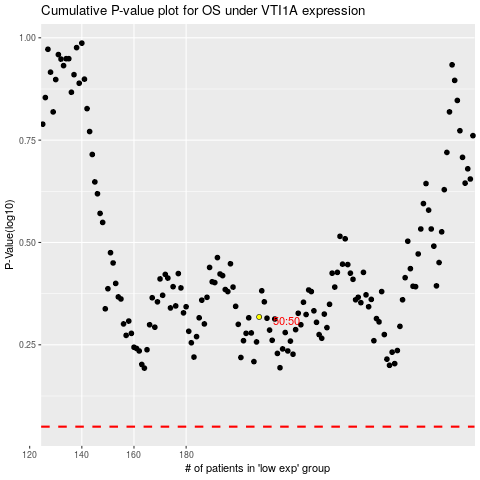 Cumulative P-value plot for OS under VTI1A expression
P-Value(log10)
1.00
0.75
0.50
0.25
50:50
120 140 160 180
# of patients in 'low exp' group